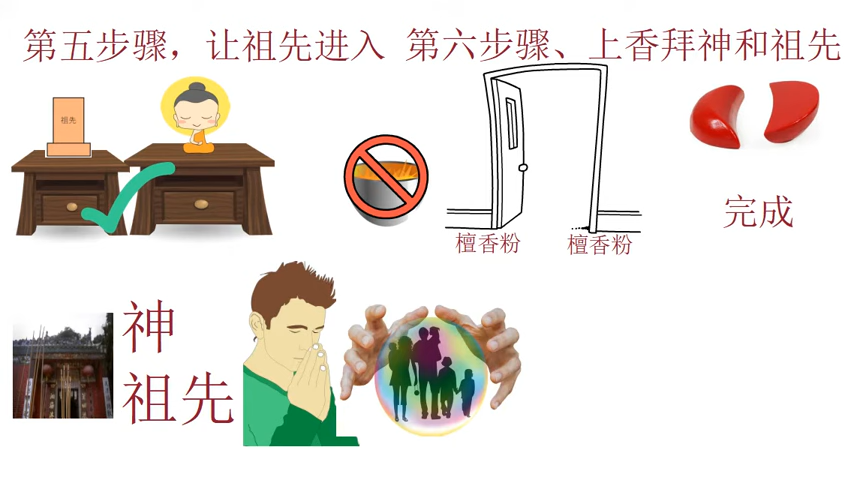 第五步骤，让祖先进入
第六步骤、上香拜神和祖先
祖先
檀香粉
檀香粉
完成
神
祖先